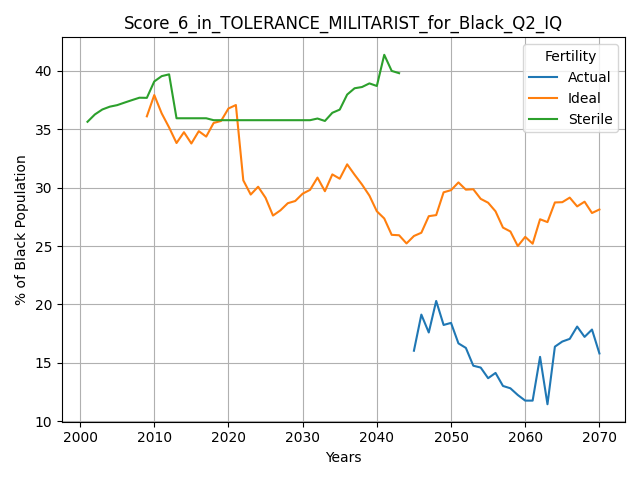 Score_6_in_TOLERANCE_MILITARIST_for_Black_Q2_IQ
Fertility
Actual
Ideal
Sterile
% of Black Population
40
35
30
25
20
15
10
2000 2010 2020 2030 2040 2050 2060 2070
Years